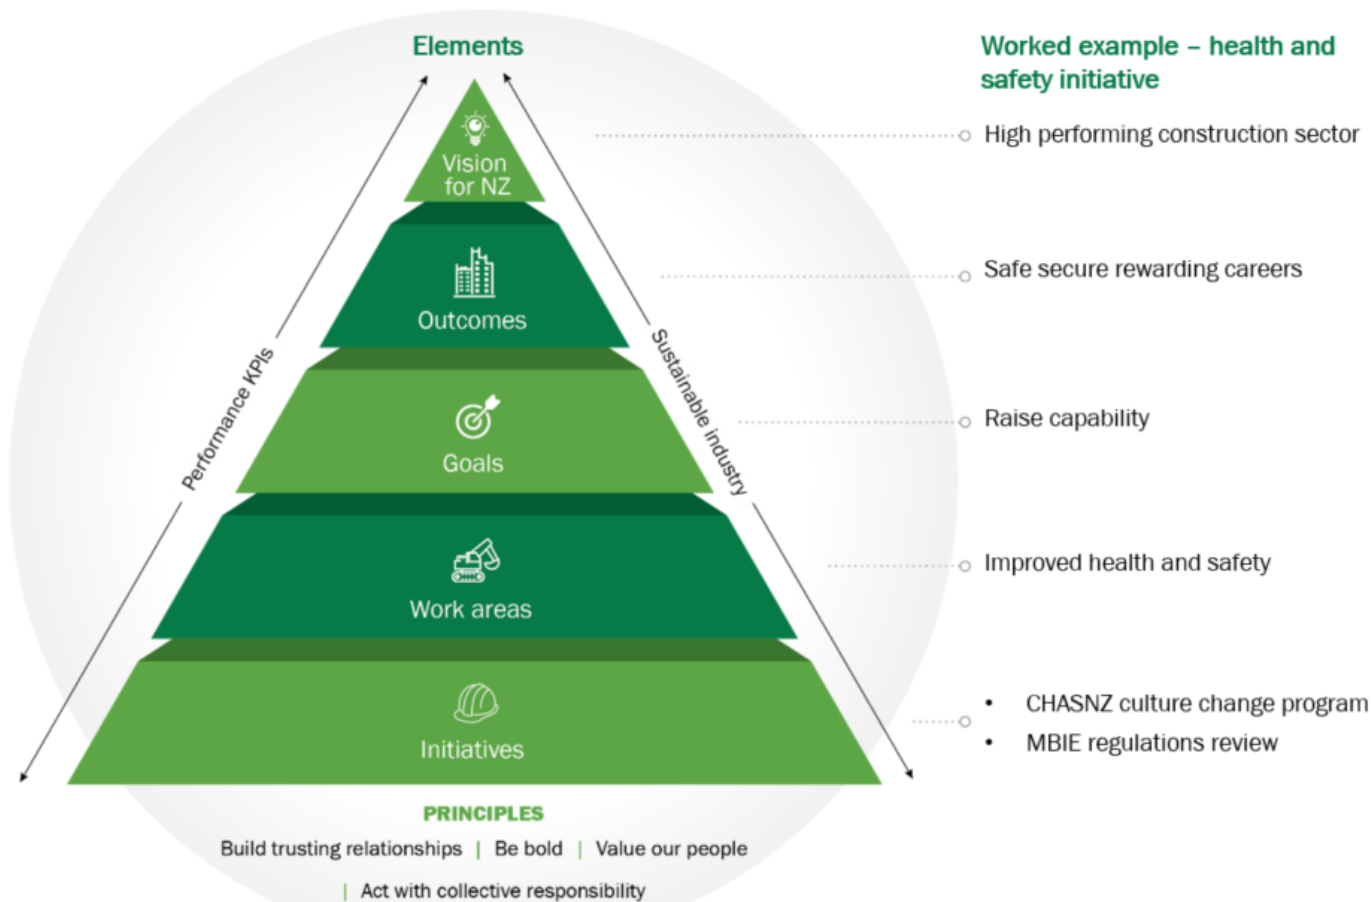 Elements
Worked example – health and
safety initiative
Vision
for NZ
High performing construction sector
Outcomes
Safe secure rewarding careers
Performance KPIs
Sustainable industry
Goals
Raise capability
Work areas
Improved health and safety
Initiatives
• CHASNZ culture change program
• MBIE regulations review
PRINCIPLES
Build trusting relationships | Be bold | Value our people
| Act with collective responsibility